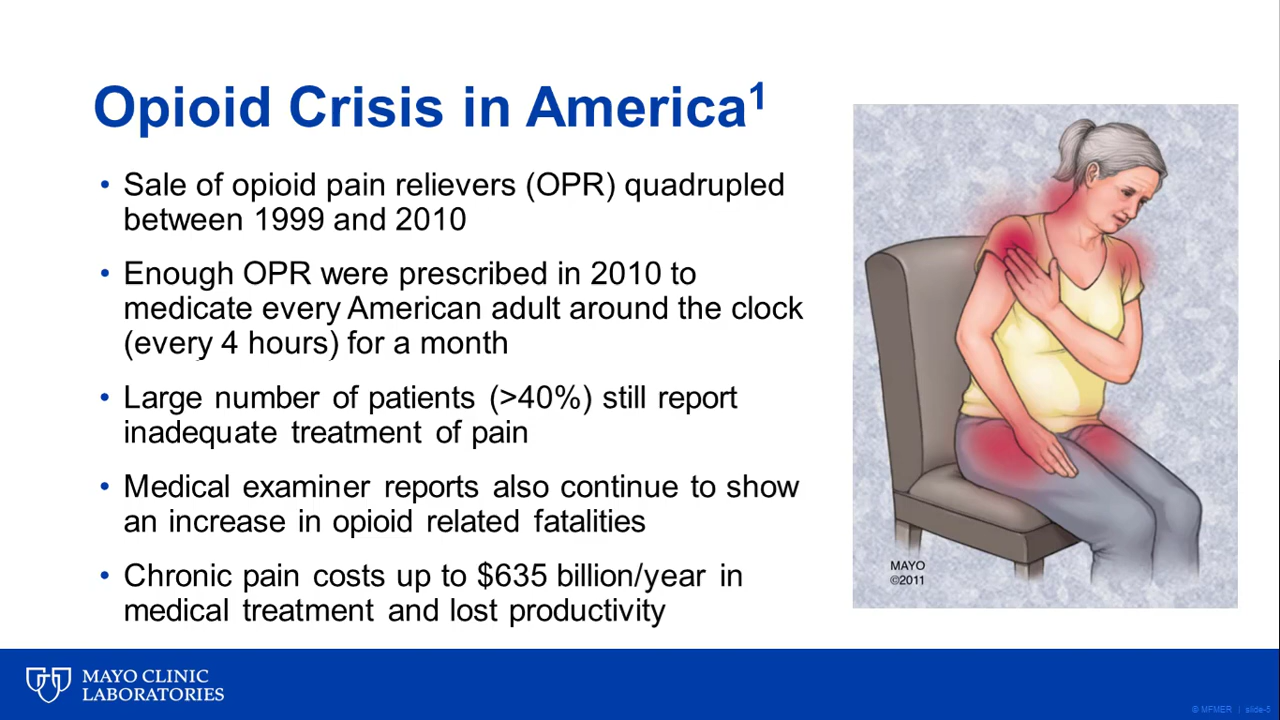 Opioid Crisis in America¹
• Sale of opioid pain relievers (OPR) quadrupled
between 1999 and 2010
• Enough OPR were prescribed in 2010 to
medicate every American adult around the clock
(every 4 hours) for a month
• Large number of patients (>40%) still report
inadequate treatment of pain
• Medical examiner reports also continue to show
an increase in opioid related fatalities
• Chronic pain costs up to $635 billion/year in
medical treatment and lost productivity
MAYO
©2011
MAYO CLINIC
LABORATORIES
© MFMER | slide-5